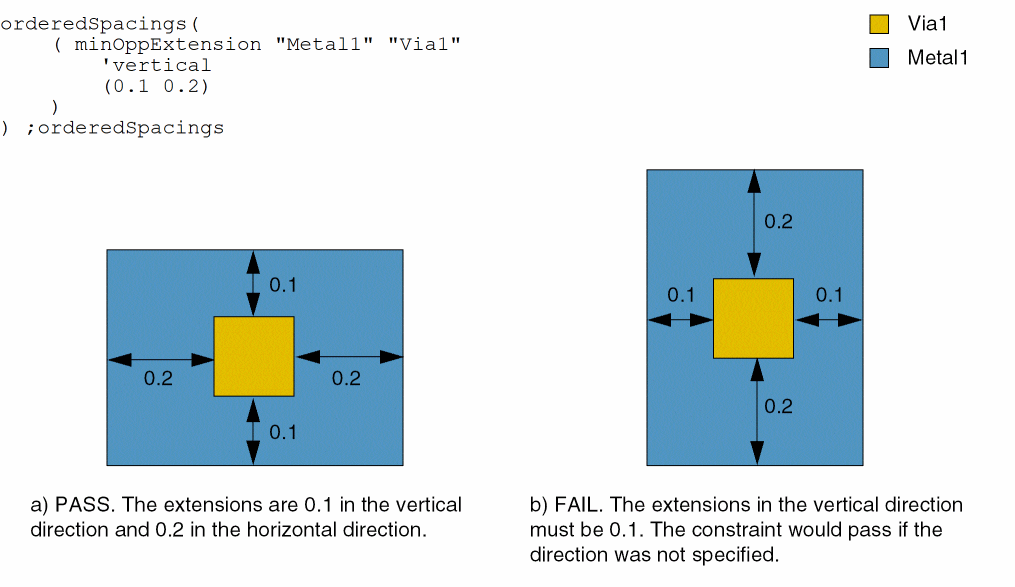 orderedSpacings(
( minOppExtension "Metal1" "Via1"
'vertical
(0.1 0.2)
)
) ;orderedSpacings
Via1
Metal1
0.1
0.2
0.2
0.1
0.2
0.1
0.1
0.2
a) PASS. The extensions are 0.1 in the vertical
direction and 0.2 in the horizontal direction.
b) FAIL. The extensions in the vertical direction
must be 0.1. The constraint would pass if the
direction was not specified.